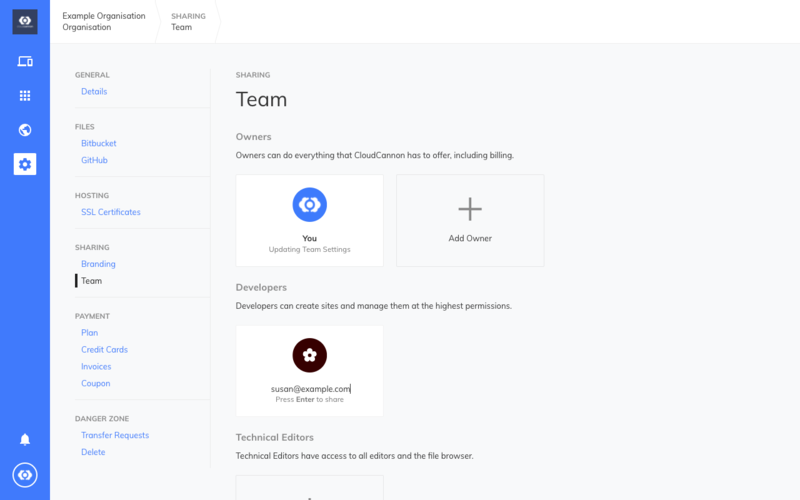 Example Organisation
Organisation
SHARING
Team
GENERAL
Details
FILES
Bitbucket
GitHub
HOSTING
SSL Certificates
SHARING
Branding
Team
PAYMENT
Plan
Credit Cards
Invoices
Coupon
DANGER ZONE
Transfer Requests
Delete
SHARING
Team
Owners
Owners can do everything that CloudCannon has to offer, including billing.
You
Updating Team Settings
Add Owner
Developers
Developers can create sites and manage them at the highest permissions.
susan@example.com
Press Enter to share
Technical Editors
Technical Editors have access to all editors and the file browser.